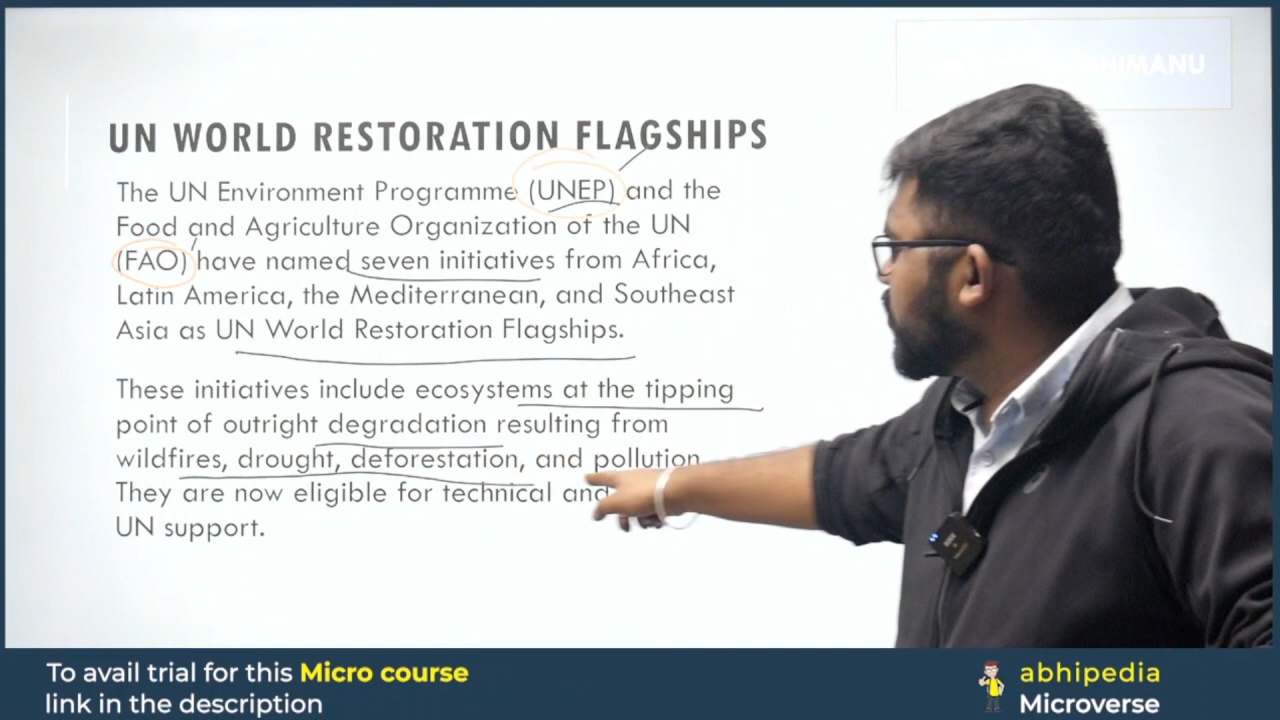 HIMANU
UN WORLD RESTORATION FLAGSHIPS
The UN Environment Programme (UNEP) and the
Food and Agriculture Organization of the UN
(FAO) have named seven initiatives from Africa,
Latin America, the Mediterranean, and Southeast
Asia as UN World Restoration Flagships.
These initiatives include ecosystems at the tipping
point of outright degradation resulting from
wildfires, drought, deforestation, and pollution
They are now eligible for technical and
UN support.
To avail trial for this Micro course
link in the description
abhipedia
Microverse